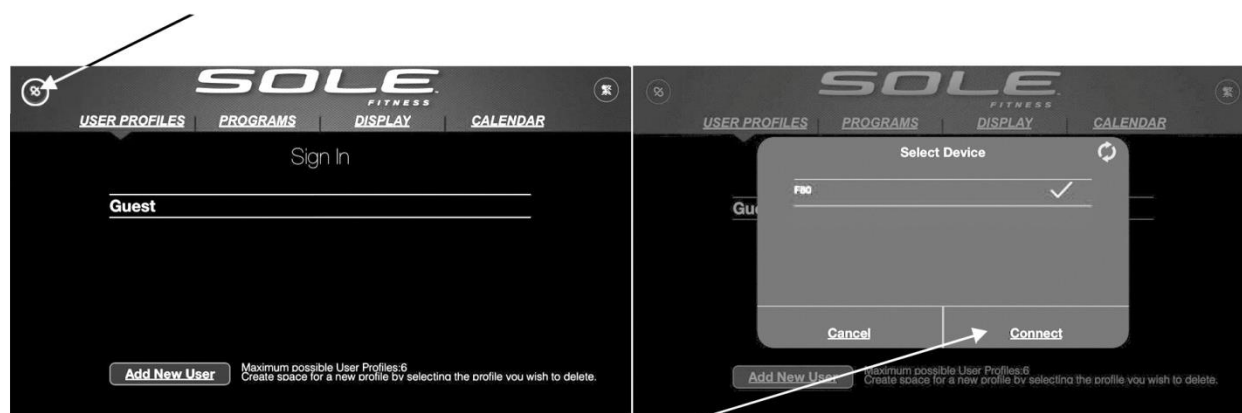 SOLE
FITNESS
USER PROFILES PROGRAMS DISPLAY CALENDAR
Sign In
Guest
Add New User
Maximum possible User Profiles:6
Create space for a new profile by selecting the profile you wish to delete.
SOLE
FITNESS
USER PROFILES PROGRAMS DISPLAY CALENDAR
Select Device
F80
Gu
Cancel Connect
Add New User
Maximum possible User Profiles:6
Create space for a new profile by selecting the profile you wish to delete.